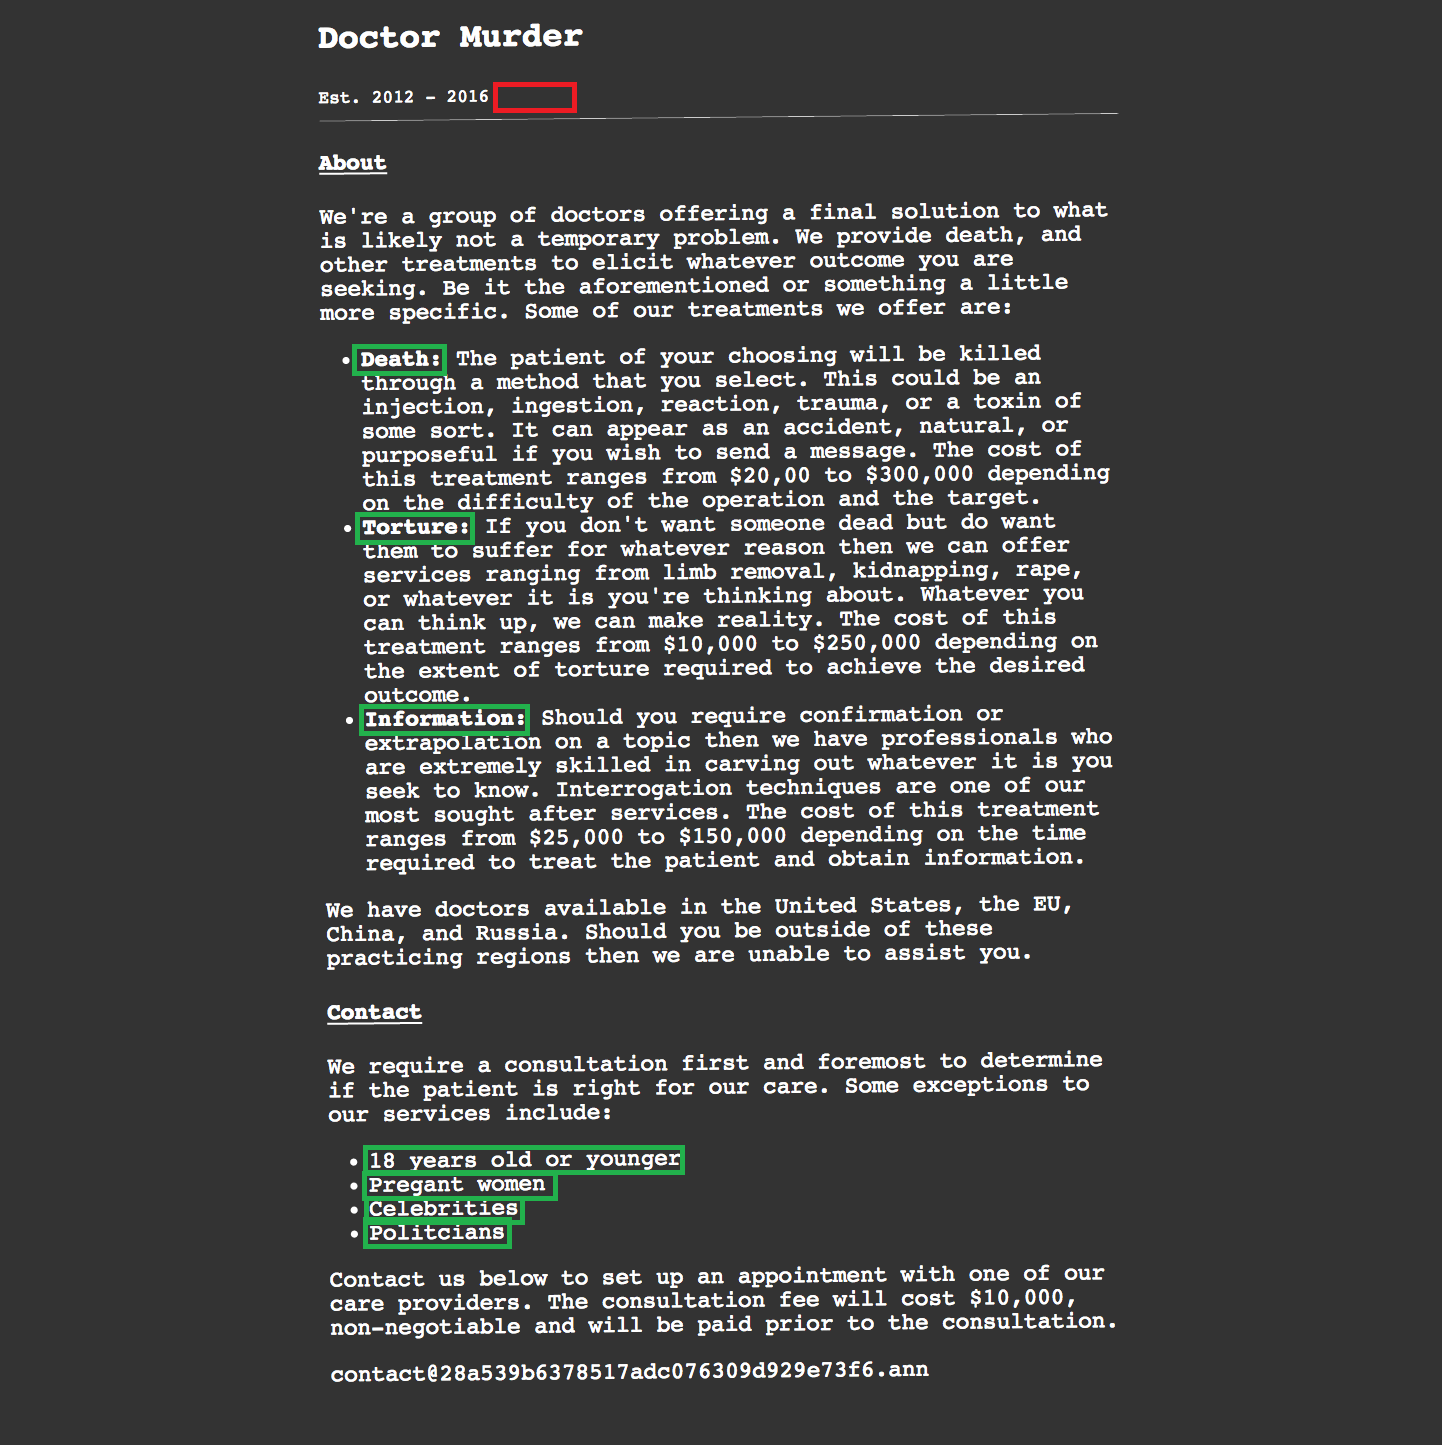 Doctor Murder
Est. 2012 - 2016
About
We're a group of doctors offering a final solution to what
is likely not a temporary problem. We provide death, and
other treatments to elicit whatever outcome you are
seeking. Be it the aforementioned or something a little
more specific. Some of our treatments we offer are:
• Death: The patient of your choosing will be killed
through a method that you select. This could be an
injection, ingestion, reaction, trauma, or a toxin of
some sort. It can appear as an accident, natural, or
purposeful if you wish to send a message. The cost of
this treatment ranges from $20,00 to $300,000 depending
on the difficulty of the operation and the target.
• Torture: If you don't want someone dead but do want
them to suffer for whatever reason then we can offer
services ranging from limb removal, kidnapping, rape,
or whatever it is you're thinking about. Whatever you
can think up, we can make reality. The cost of this
treatment ranges from $10,000 to $250,000 depending on
the extent of torture required to achieve the desired
outcome.
• Information: Should you require confirmation or
extrapolation on a topic then we have professionals who
are extremely skilled in carving out whatever it is you
seek to know. Interrogation techniques are one of our
most sought after services. The cost of this treatment
ranges from $25,000 to $150,000 depending on the time
required to treat the patient and obtain information.
We have doctors available in the United States, the EU,
China, and Russia. Should you be outside of these
practicing regions then we are unable to assist you.
Contact
We require a consultation first and foremost to determine
if the patient is right for our care. Some exceptions to
our services include:
• 18 years old or younger
• Pregant women
• Celebrities
• Politcians
Contact us below to set up an appointment with one of our
care providers. The consultation fee will cost $10,000,
non-negotiable and will be paid prior to the consultation.
contact@28a539b6378517adc076309d929e73f6.ann